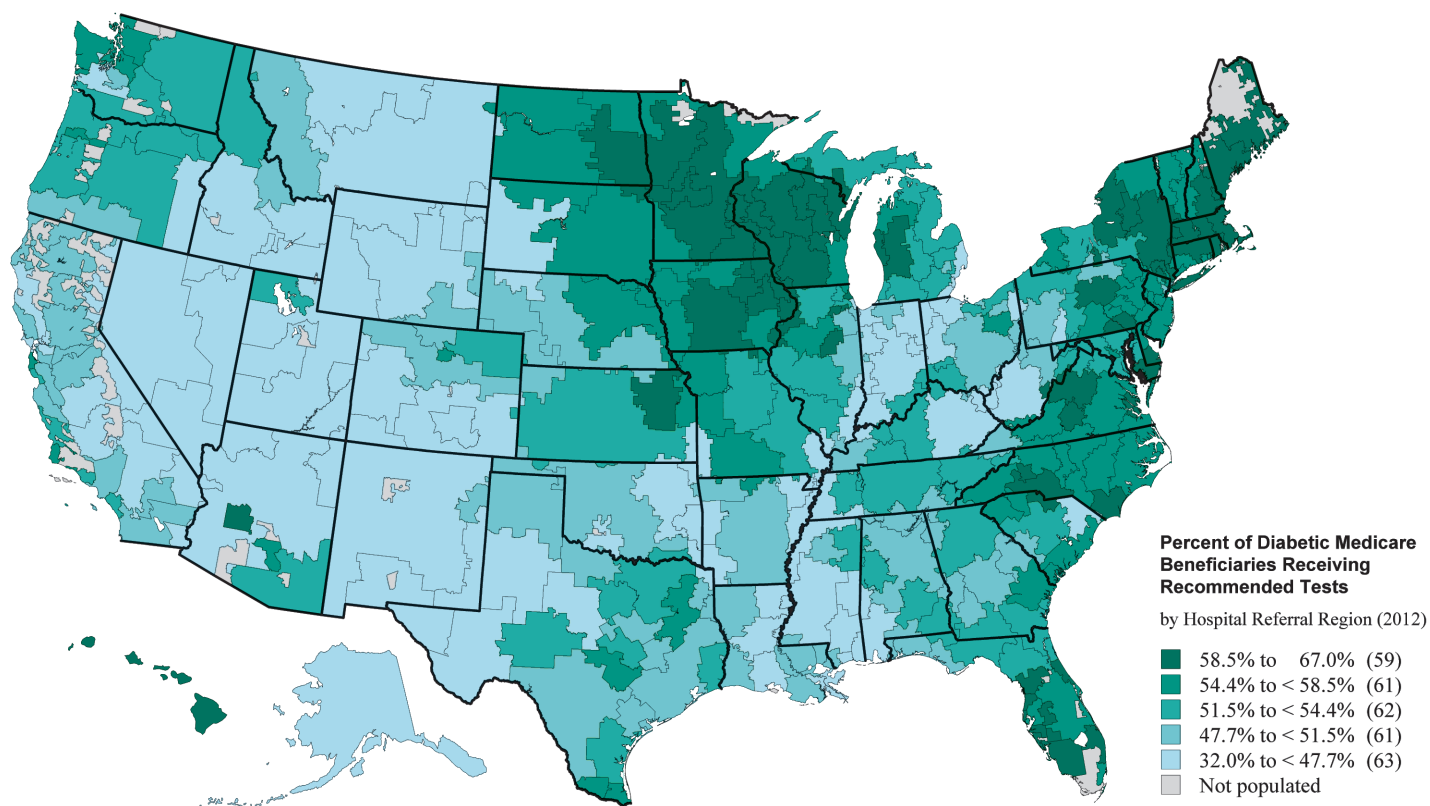 Percent of Diabetic Medicare
Beneficiaries Receiving
Recommended Tests
by Hospital Referral Region (2012)
58.5% to 67.0% (59)
54.4% to < 58.5% (61)
51.5% to < 54.4% (62)
47.7% to < 51.5% (61)
32.0% to < 47.7% (63)
Not populated